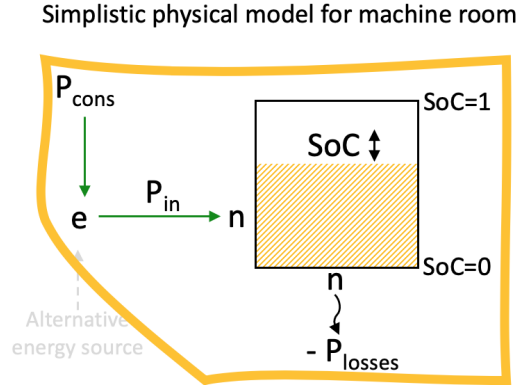 Simplistic physical model for machine room
Pcons
SoC=1
SoC
Pin
e
n
SoC=0
n
Alternative
energy source
- Plosses